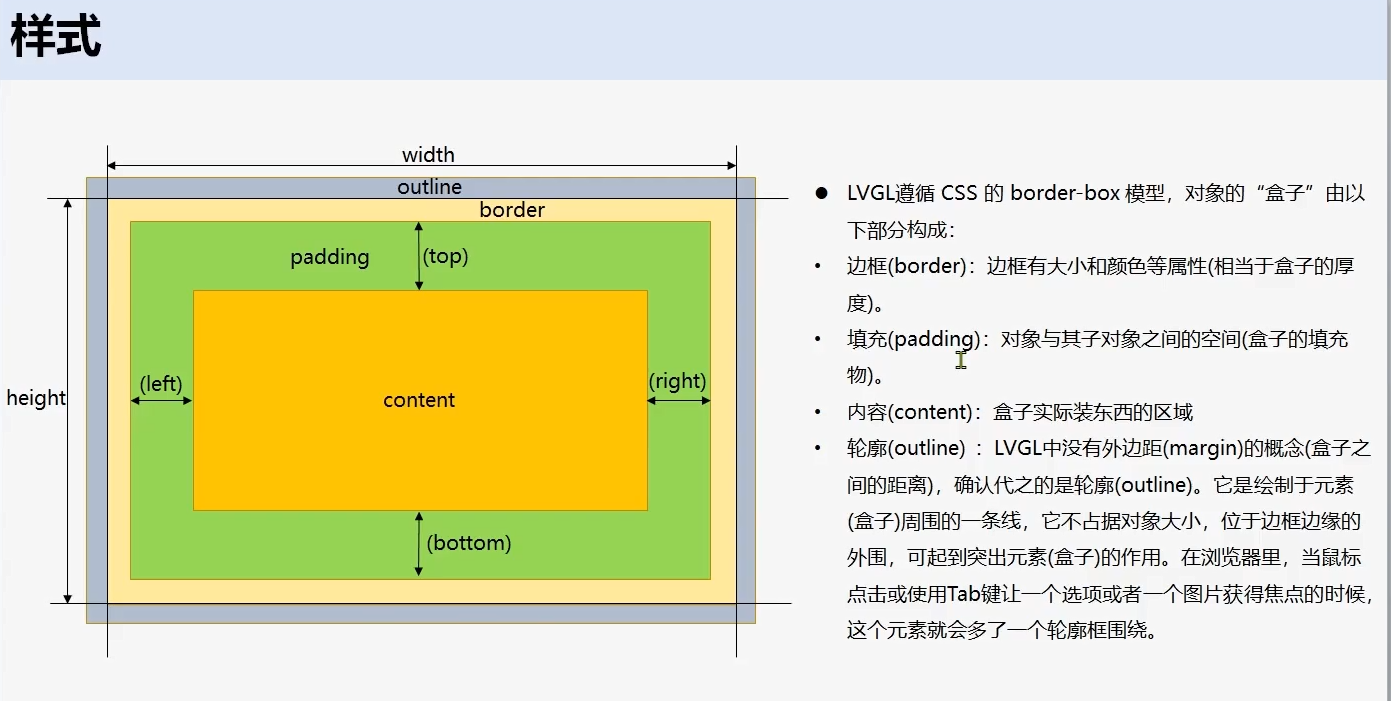 样式
width
outline
border
padding
(top)
height
(left)
content
(right)
(bottom)
● LVGL遵循 CSS 的 border-box 模型，对象的“盒子”由以
下部分构成：
• 边框(border)：边框有大小和颜色等属性(相当于盒子的厚
度)。
• 填充(padding)：对象与其子对象之间的空间(盒子的填充
物)。
• 内容(content)：盒子实际装东西的区域
• 轮廓(outline) ：LVGL中没有外边距(margin)的概念(盒子之
间的距离)，确认代之的是轮廓(outline)。它是绘制于元素
(盒子)周围的一条线，它不占据对象大小，位于边框边缘的
外围，可起到突出元素(盒子)的作用。在浏览器里，当鼠标
点击或使用Tab键让一个选项或者一个图片获得焦点的时候，
这个元素就会多了一个轮廓框围绕。